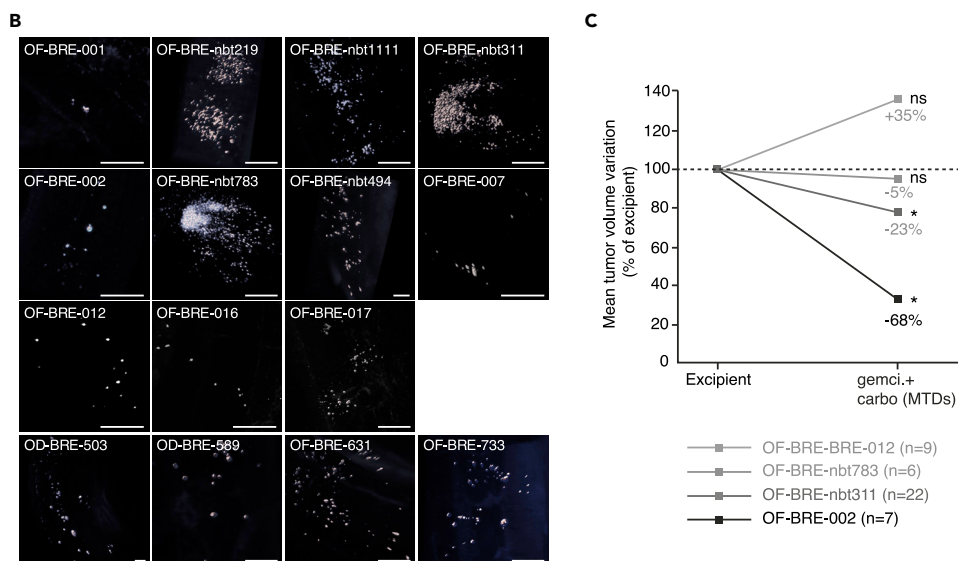 B
OF-BRE-001
OF-BRE-nbt219
OF-BRE-nbt1111
OF-BRE-nbt311
OF-BRE-002
OF-BRE-nbt783
OF-BRE-nbt494
OF-BRE-007
OF-BRE-012
OF-BRE-016
OF-BRE-017
OD-BRE-503
OD-BRE-589
OF-BRE-631
OF-BRE-733
C
Mean tumor volume variation
(% of excipient)
140
120
100
80
60
40
20
0
ns
+35%
ns
-5%
*
-23%
*
-68%
Excipient
gemci.+
carbo (MTDs)
OF-BRE-BRE-012 (n=9)
OF-BRE-nbt783 (n=6)
OF-BRE-nbt311 (n=22)
OF-BRE-002 (n=7)